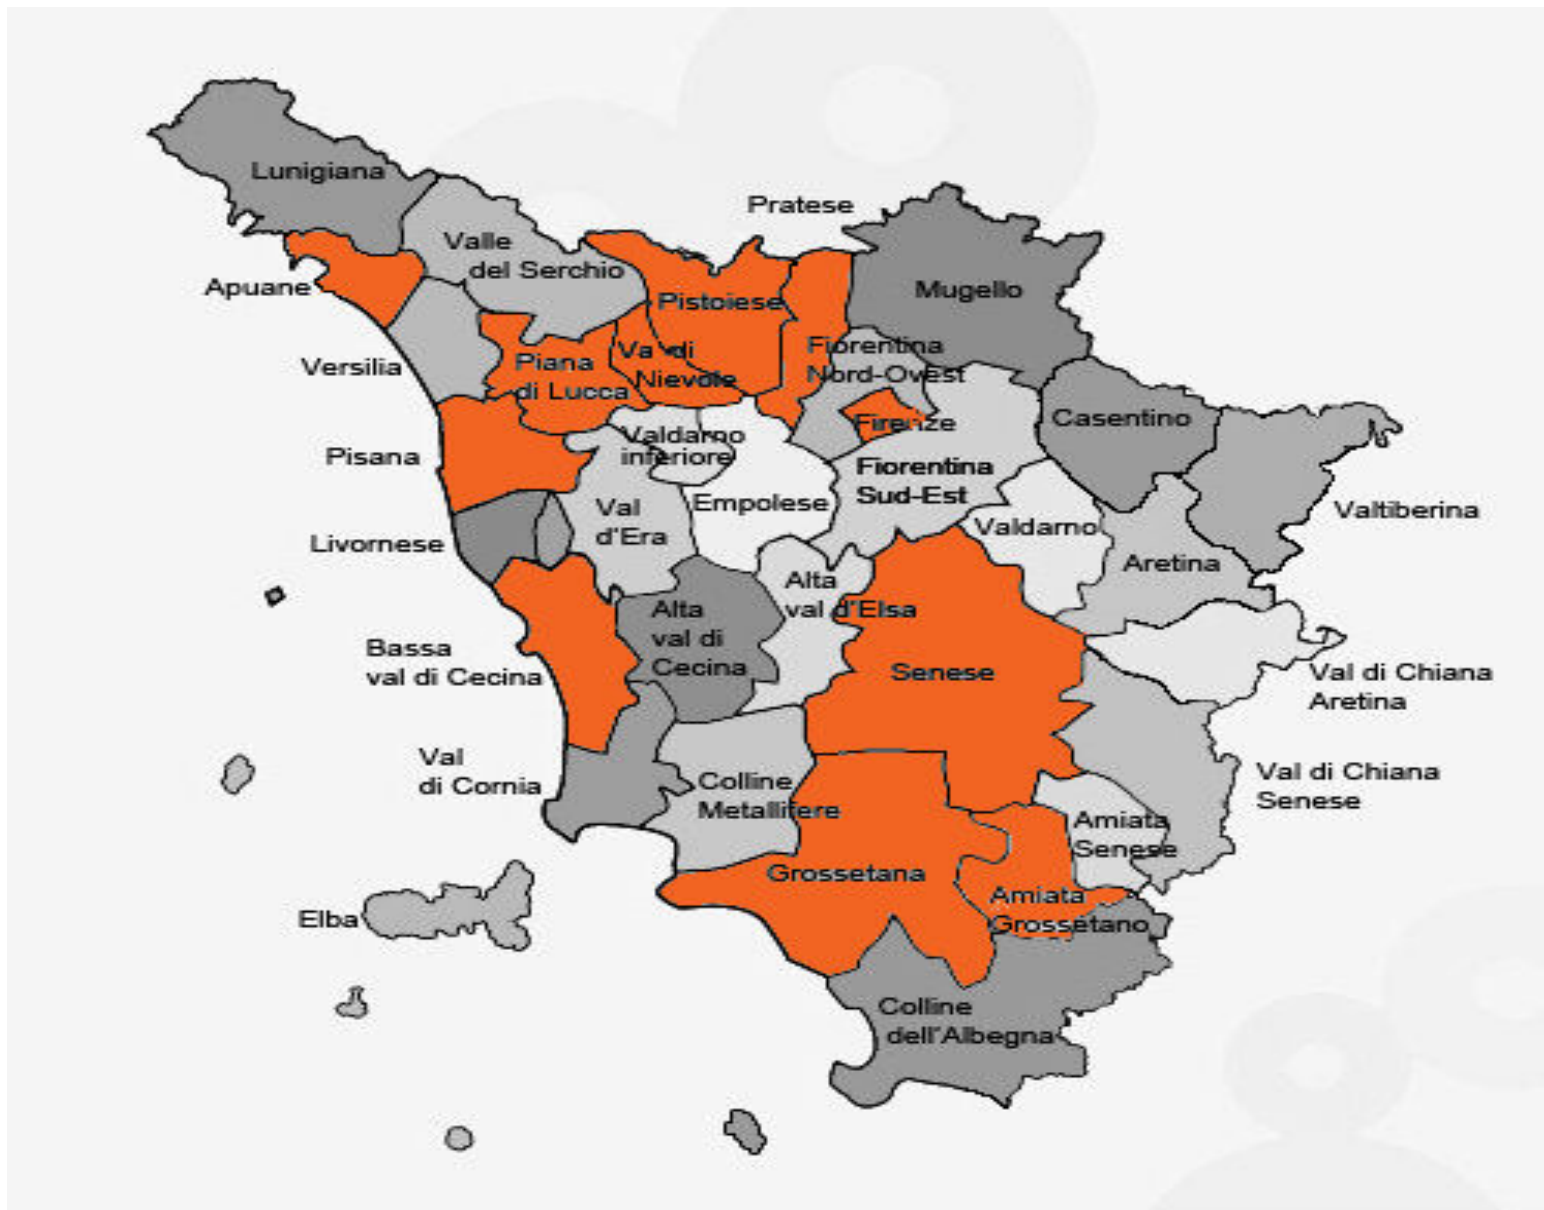 Lunigiana
Pratese
Valle
del Serchio
Apuane
Mugello
Pistoiese
Versilia
Piana
di Lucca
Va di
Nievole
Fiorentina
Nord-Ovest
Casentino
Firenze
Pisana
Valdarno
inferiore
Fiorentina
Sud-Est
Empolese
Val
d'Era
Valdarno
Valtiberina
Livornese
Aretina
Alta
val d'Elsa
Alta
val di
Cecina
Bassa
val di Cecina
Senese
Val di Chiana
Aretina
Val
di Cornia
Colline
Metallifere
Val di Chiana
Senese
Amiata
Senese
Grossetana
Amiata
Grossetano
Elba
Colline
dell'Albegna